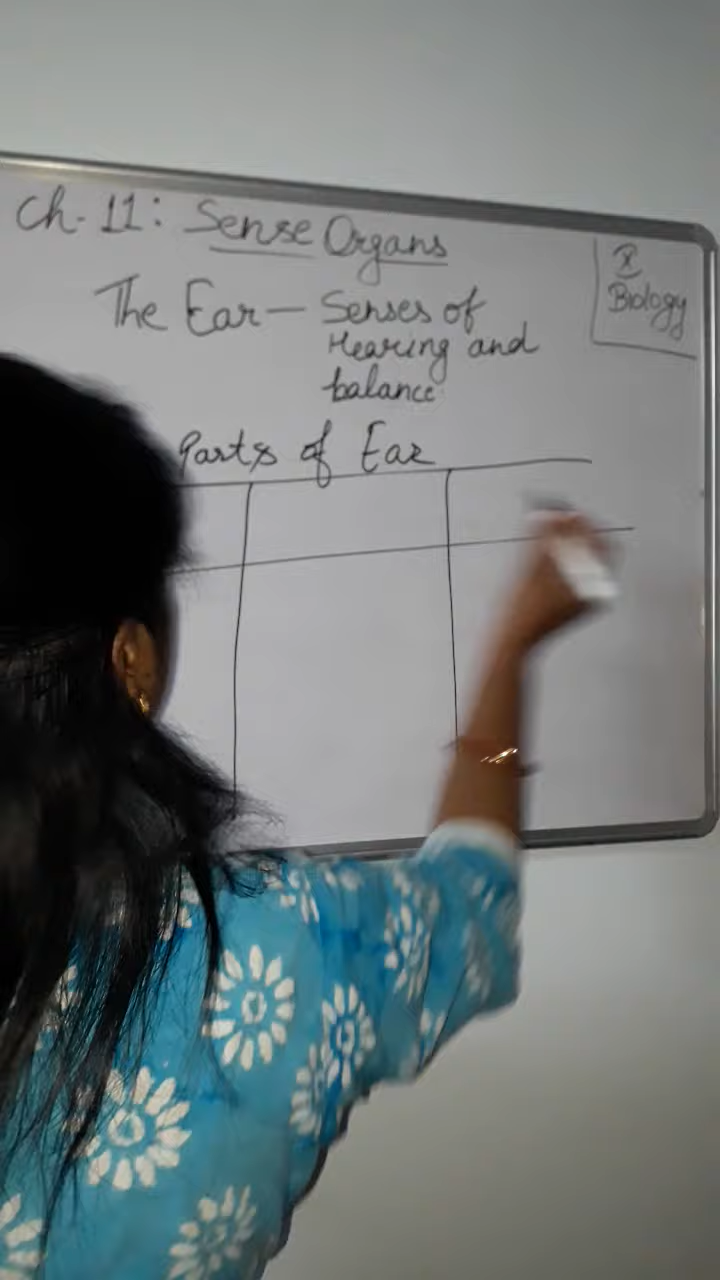 Ch. 11: Sense Organs
X
Biology
The Ear — Senses of
Hearing and
balance
Parts of Ear